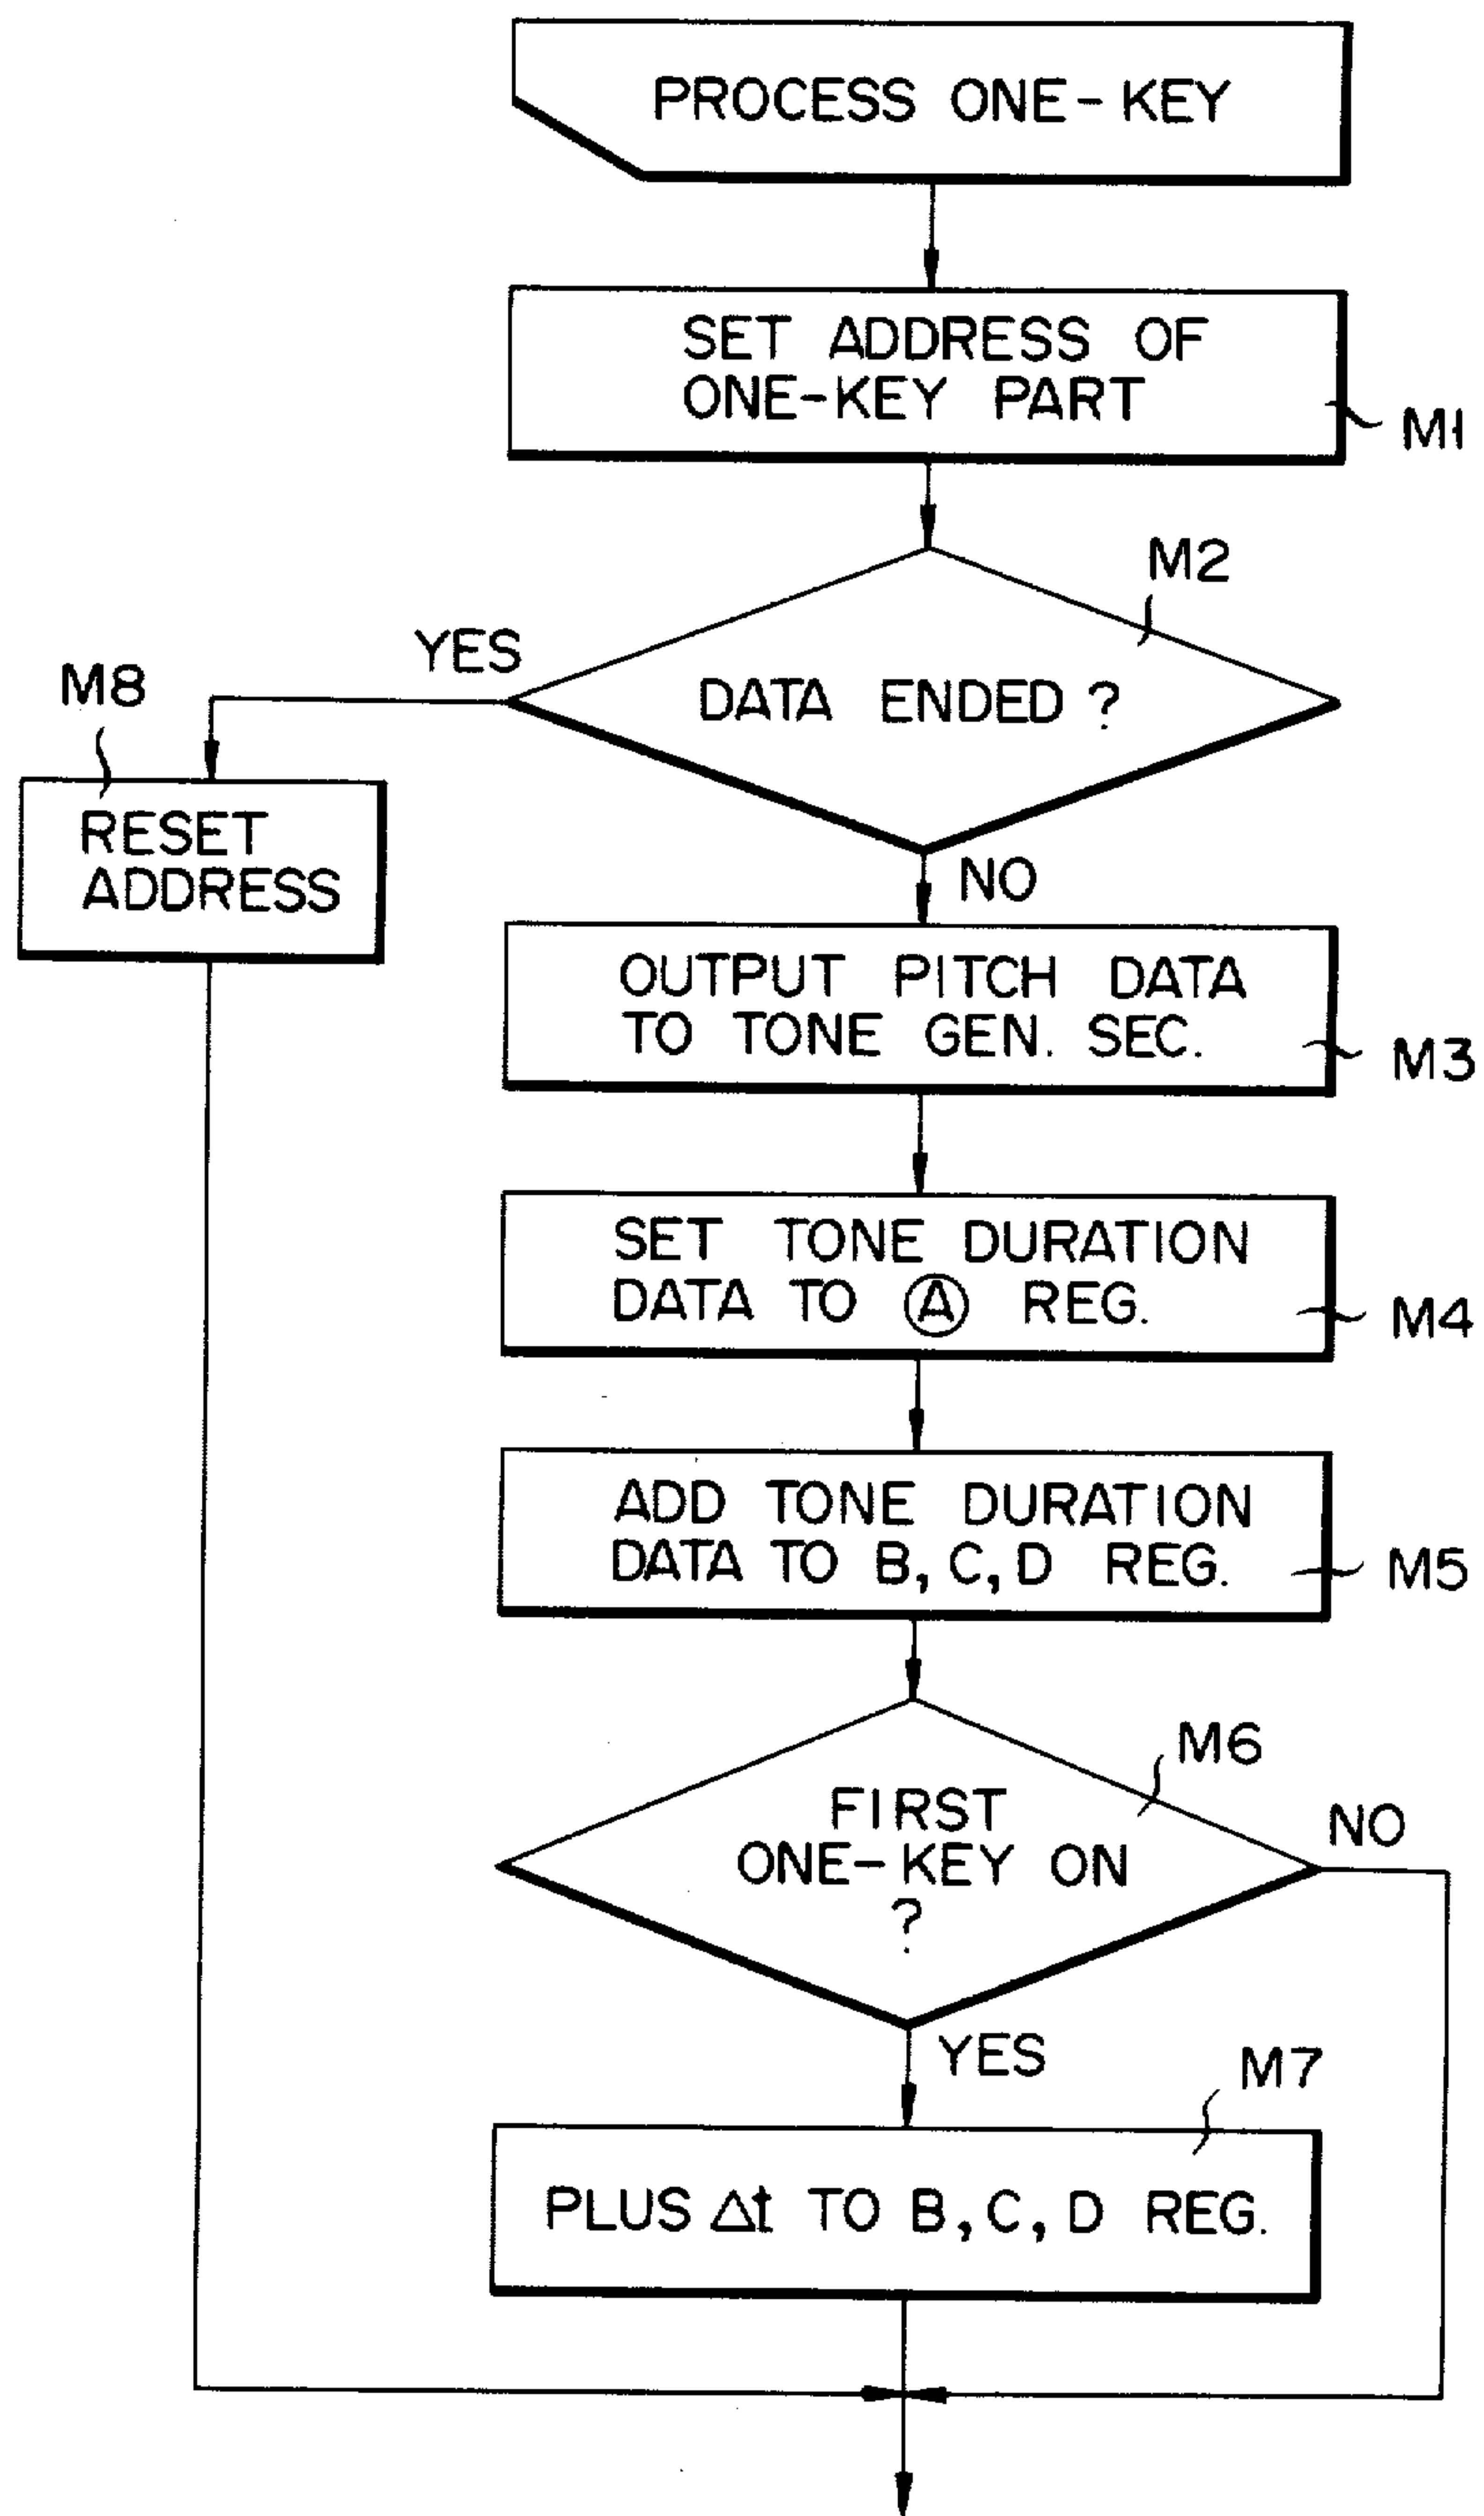 PROCESS ONE-KEY
SET ADDRESS OF
ONE-KEY PART
M1
M2
YES
DATA ENDED ?
M8
RESET
ADDRESS
NO
OUTPUT PITCH DATA
TO TONE GEN. SEC.
M3
SET TONE DURATION
DATA TO Ⓐ REG.
M4
ADD TONE DURATION
DATA TO B, C, D REG.
M5
M6
FIRST
ONE-KEY ON
?
NO
YES
M7
PLUS Δt TO B, C, D REG.